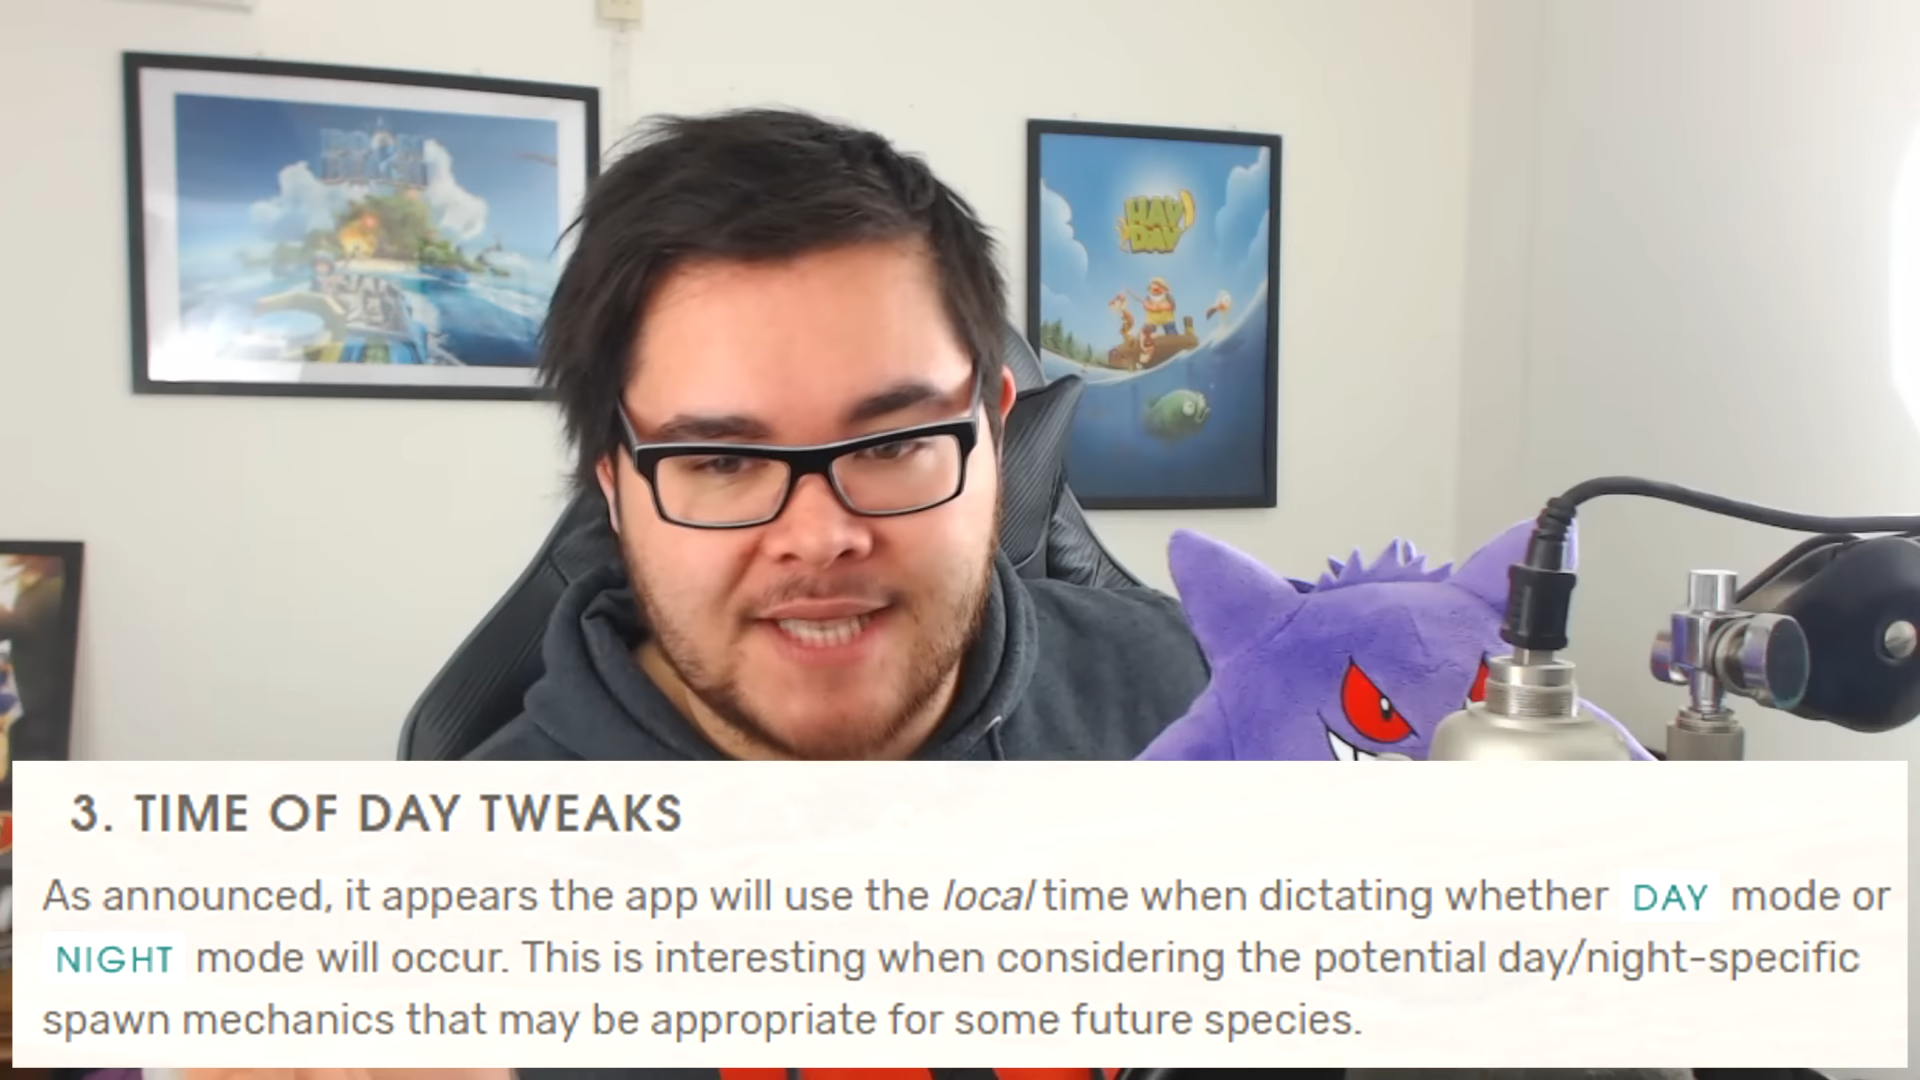 BOOM
BEACH
HAY
DAY
3. TIME OF DAY TWEAKS
As announced, it appears the app will use the local time when dictating whether DAY mode or
NIGHT mode will occur. This is interesting when considering the potential day/night-specific
spawn mechanics that may be appropriate for some future species.